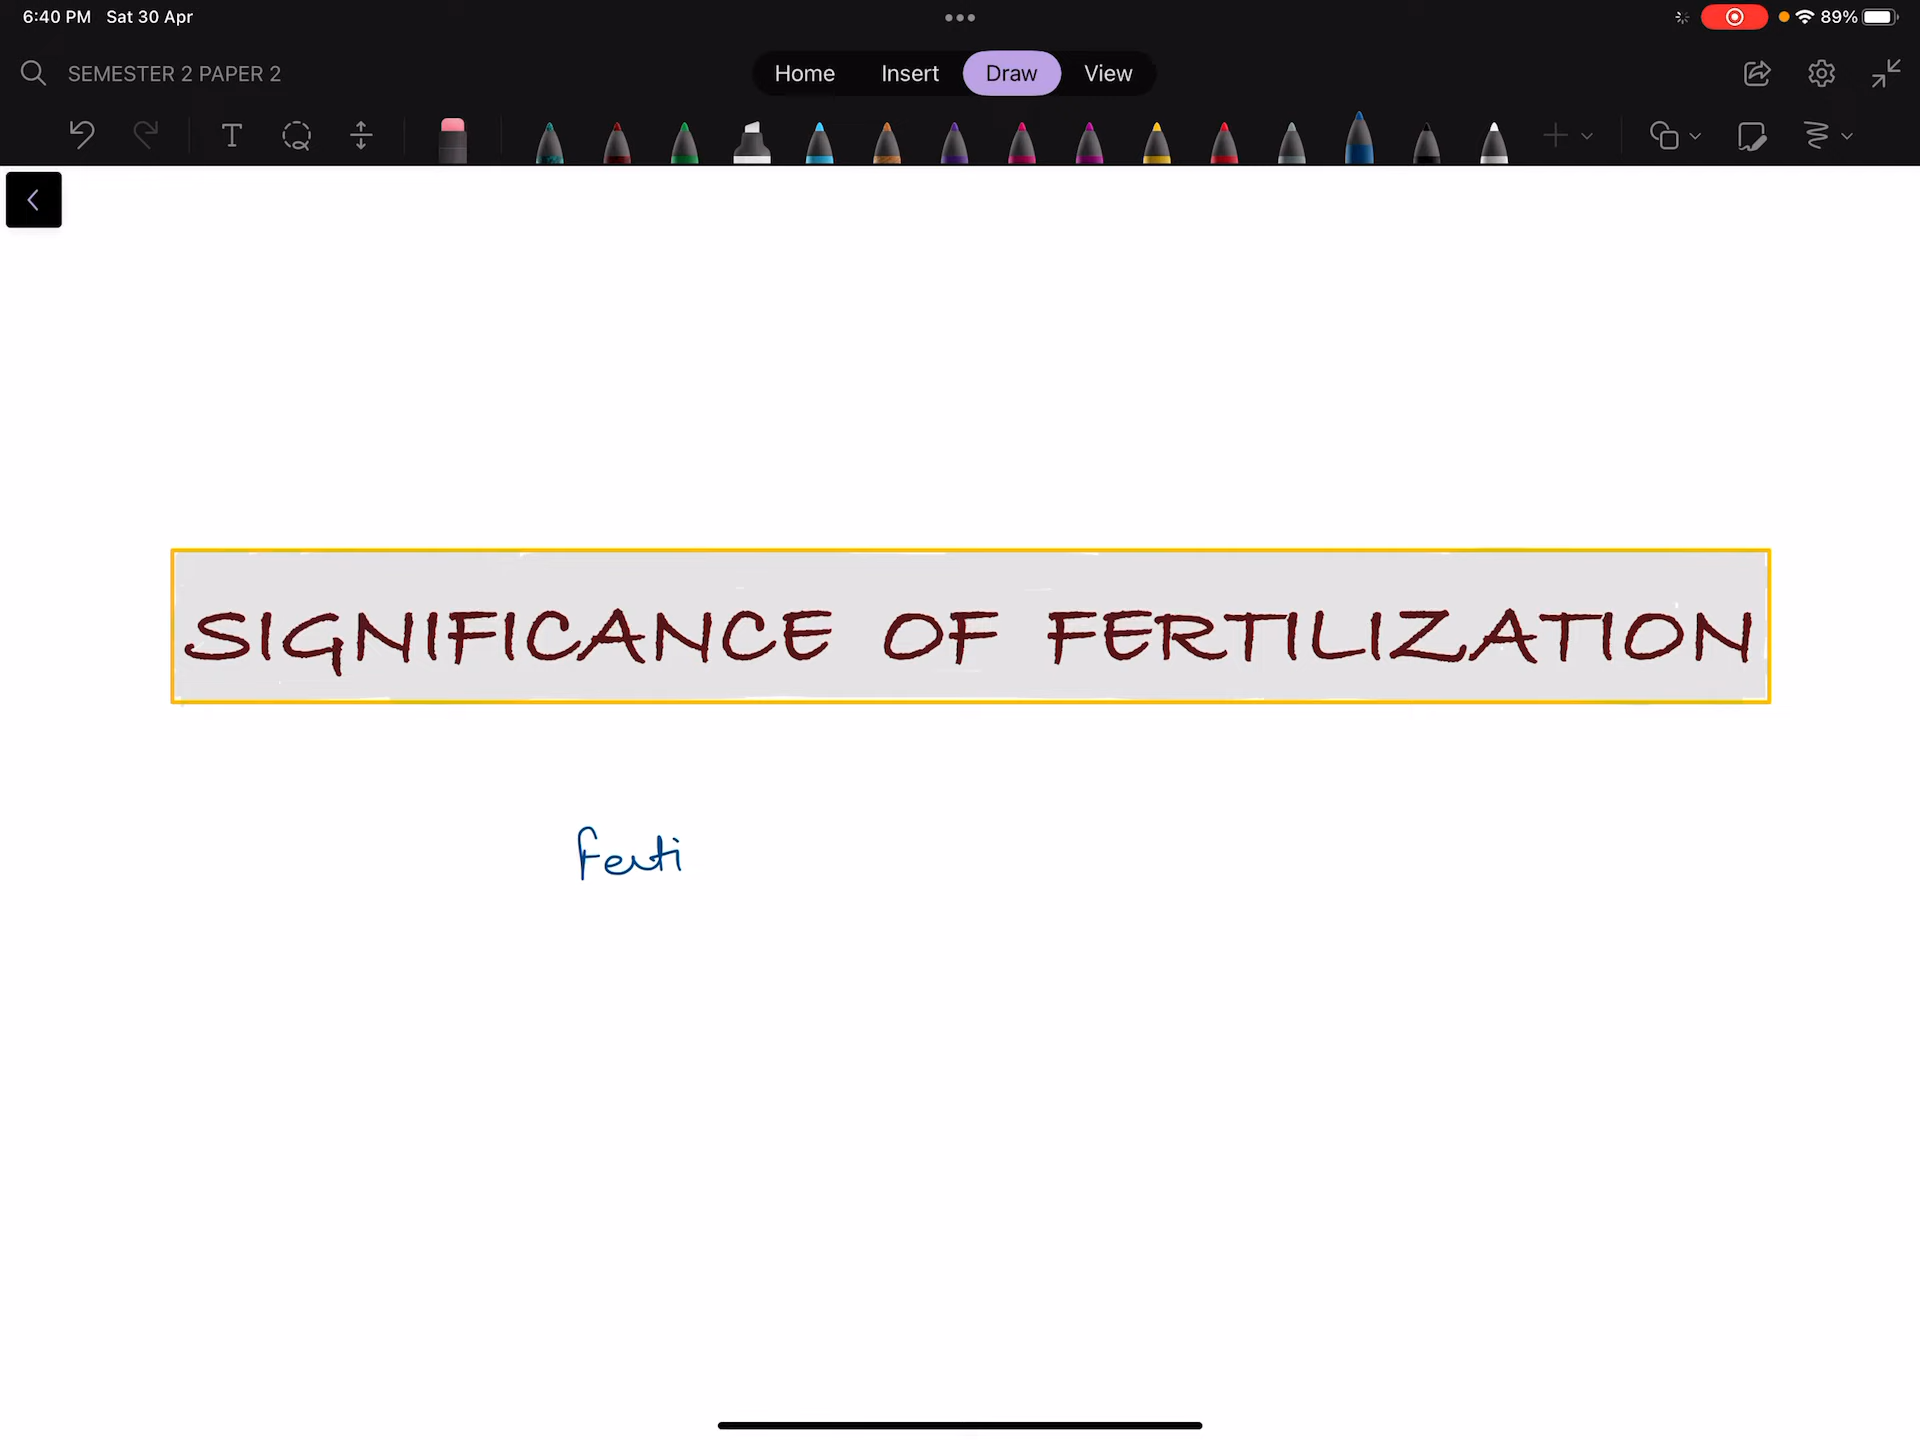 6:40 PM Sat 30 Apr
89%
SEMESTER 2 PAPER 2
Home Insert Draw View
T
SIGNIFICANCE OF FERTILIZATION
Ferti